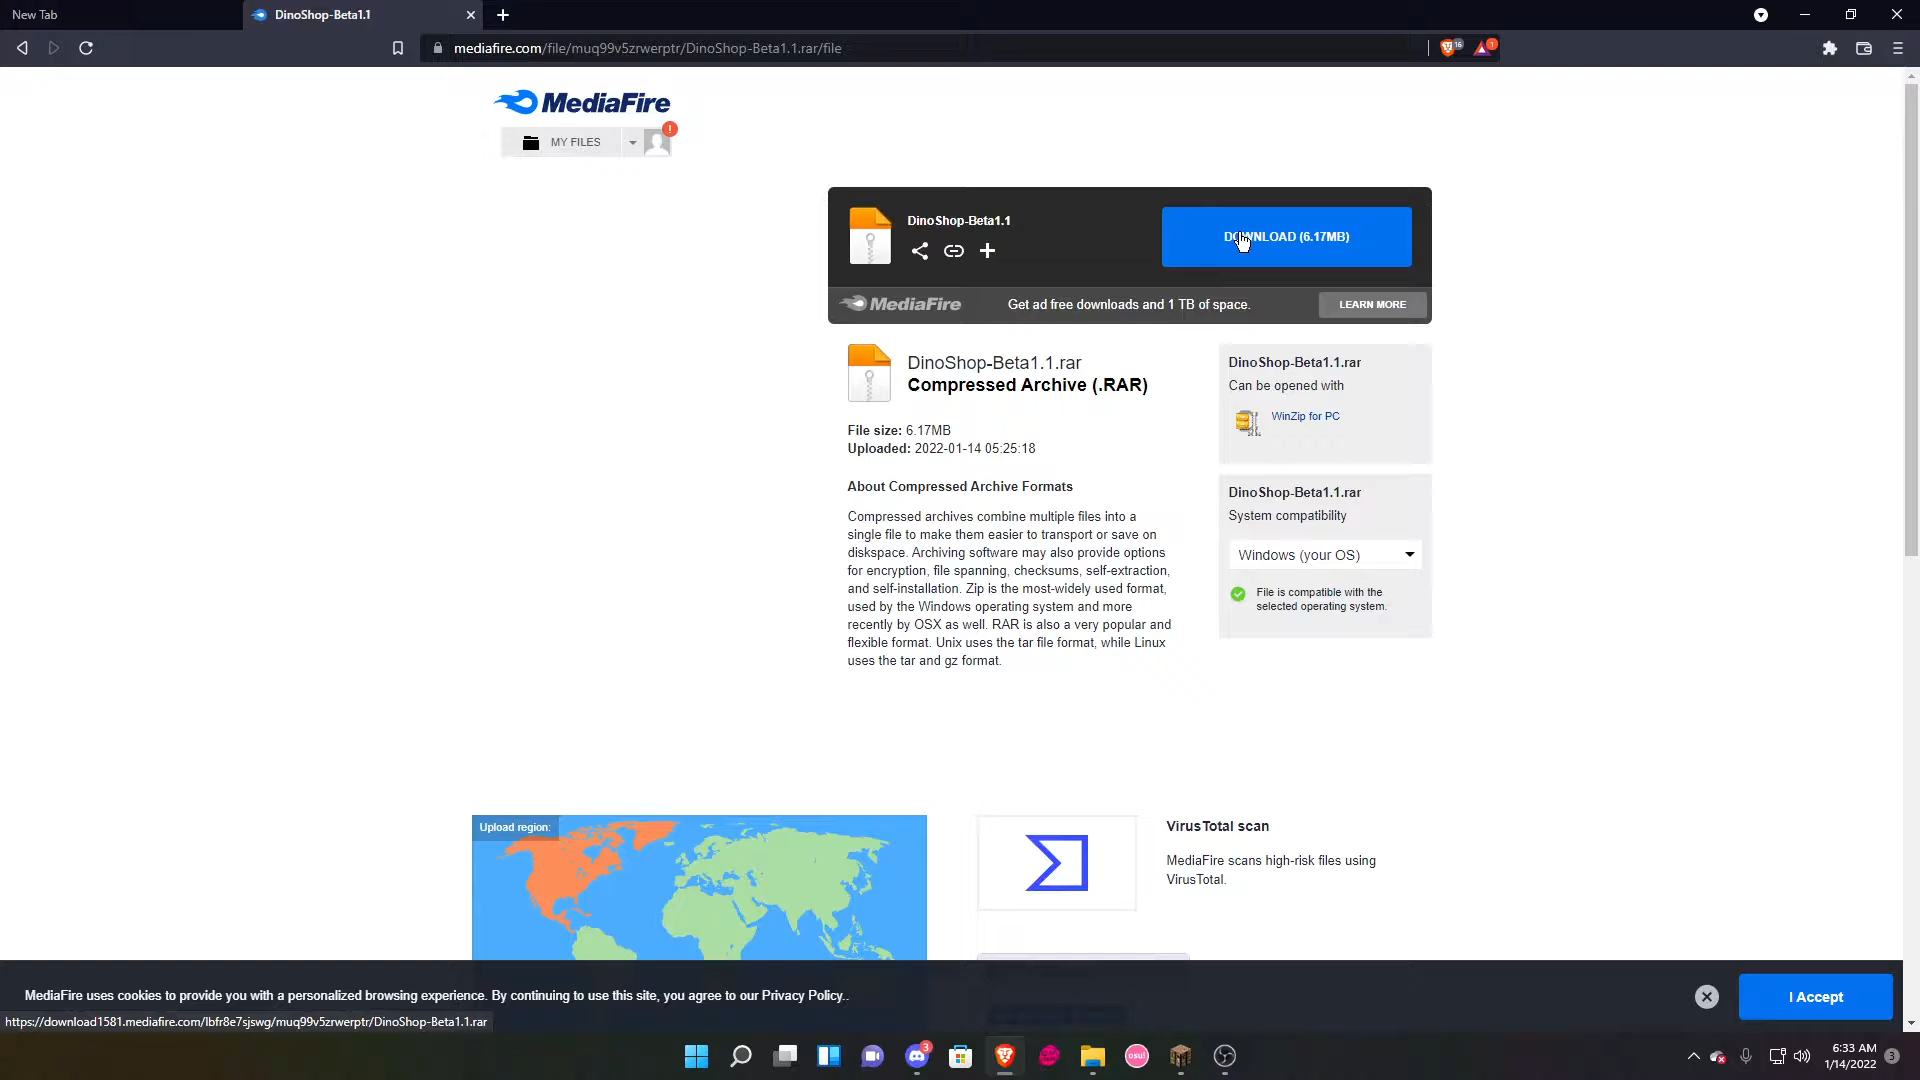 New Tab
DinoShop-Beta1.1
mediafire.com/file/muq99v5zrwerptr/DinoShop-Beta1.1.rar/file
16
1
MediaFire
MY FILES
!
DinoShop-Beta1.1
DOWNLOAD (6.17MB)
MediaFire
Get ad free downloads and 1 TB of space.
LEARN MORE
DinoShop-Beta1.1.rar
Compressed Archive (.RAR)
File size: 6.17MB
Uploaded: 2022-01-14 05:25:18
About Compressed Archive Formats
Compressed archives combine multiple files into a
single file to make them easier to transport or save on
diskspace. Archiving software may also provide options
for encryption, file spanning, checksums, self-extraction,
and self-installation. Zip is the most-widely used format,
used by the Windows operating system and more
recently by OSX as well. RAR is also a very popular and
flexible format. Unix uses the tar file format, while Linux
uses the tar and gz format.
DinoShop-Beta1.1.rar
Can be opened with
WinZip for PC
DinoShop-Beta1.1.rar
System compatibility
Windows (your OS)
File is compatible with the
selected operating system.
Upload region:
VirusTotal scan
MediaFire scans high-risk files using
VirusTotal.
MediaFire uses cookies to provide you with a personalized browsing experience. By continuing to use this site, you agree to our Privacy Policy..
I Accept
https://download1581.mediafire.com/lbfr8e7sjswg/muq99v5zrwerptr/DinoShop-Beta1.1.rar
3
osu!
6:33 AM
1/14/2022
3